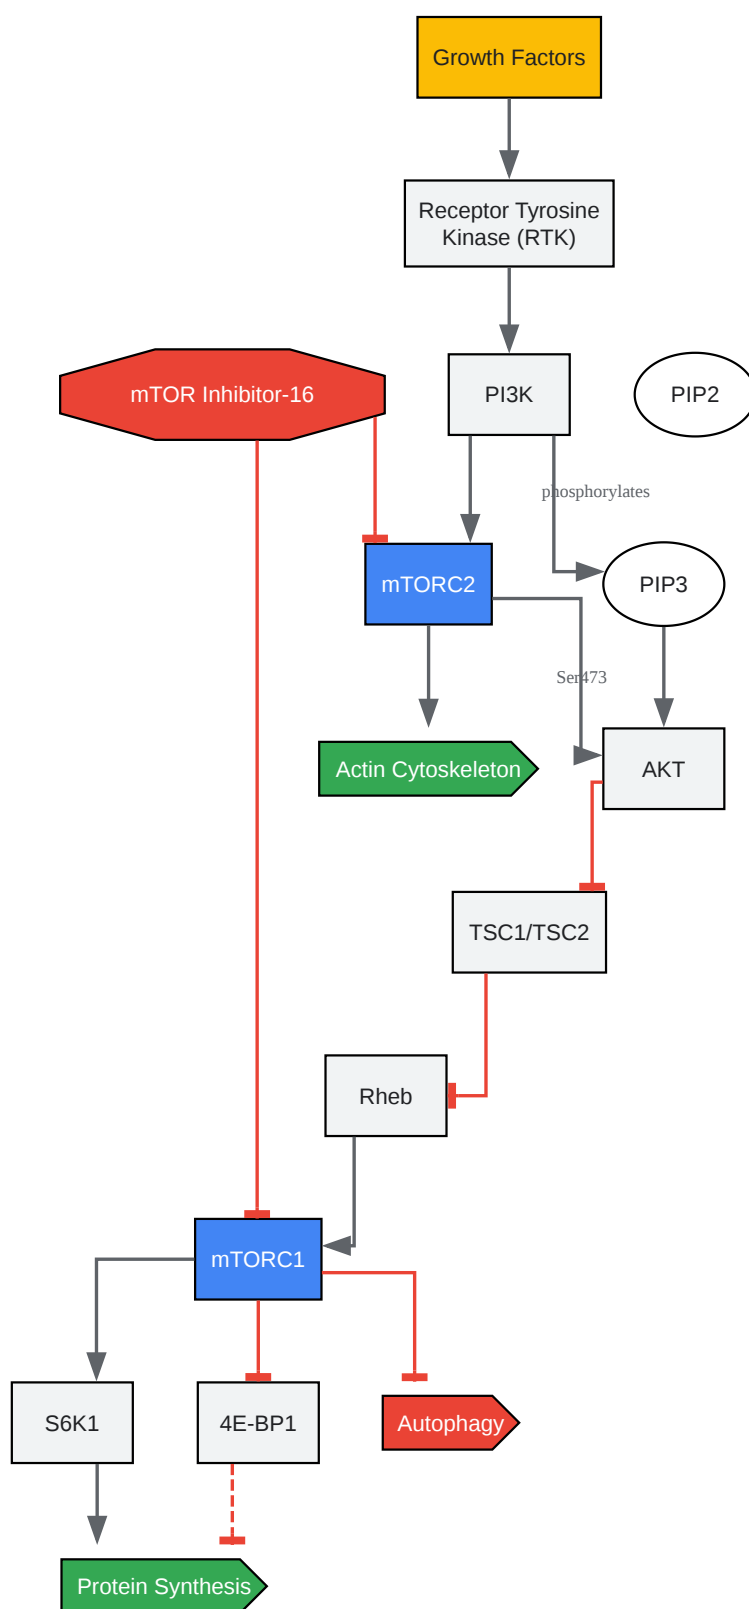 Growth Factors
Receptor Tyrosine
Kinase (RTK)
mTOR Inhibitor-16
PI3K
PIP2
phosphorylates
mTORC2
PIP3
Ser473
Actin Cytoskeleton
AKT
TSC1/TSC2
Rheb
mTORC1
S6K1
4E-BP1
Autophagy
Protein Synthesis